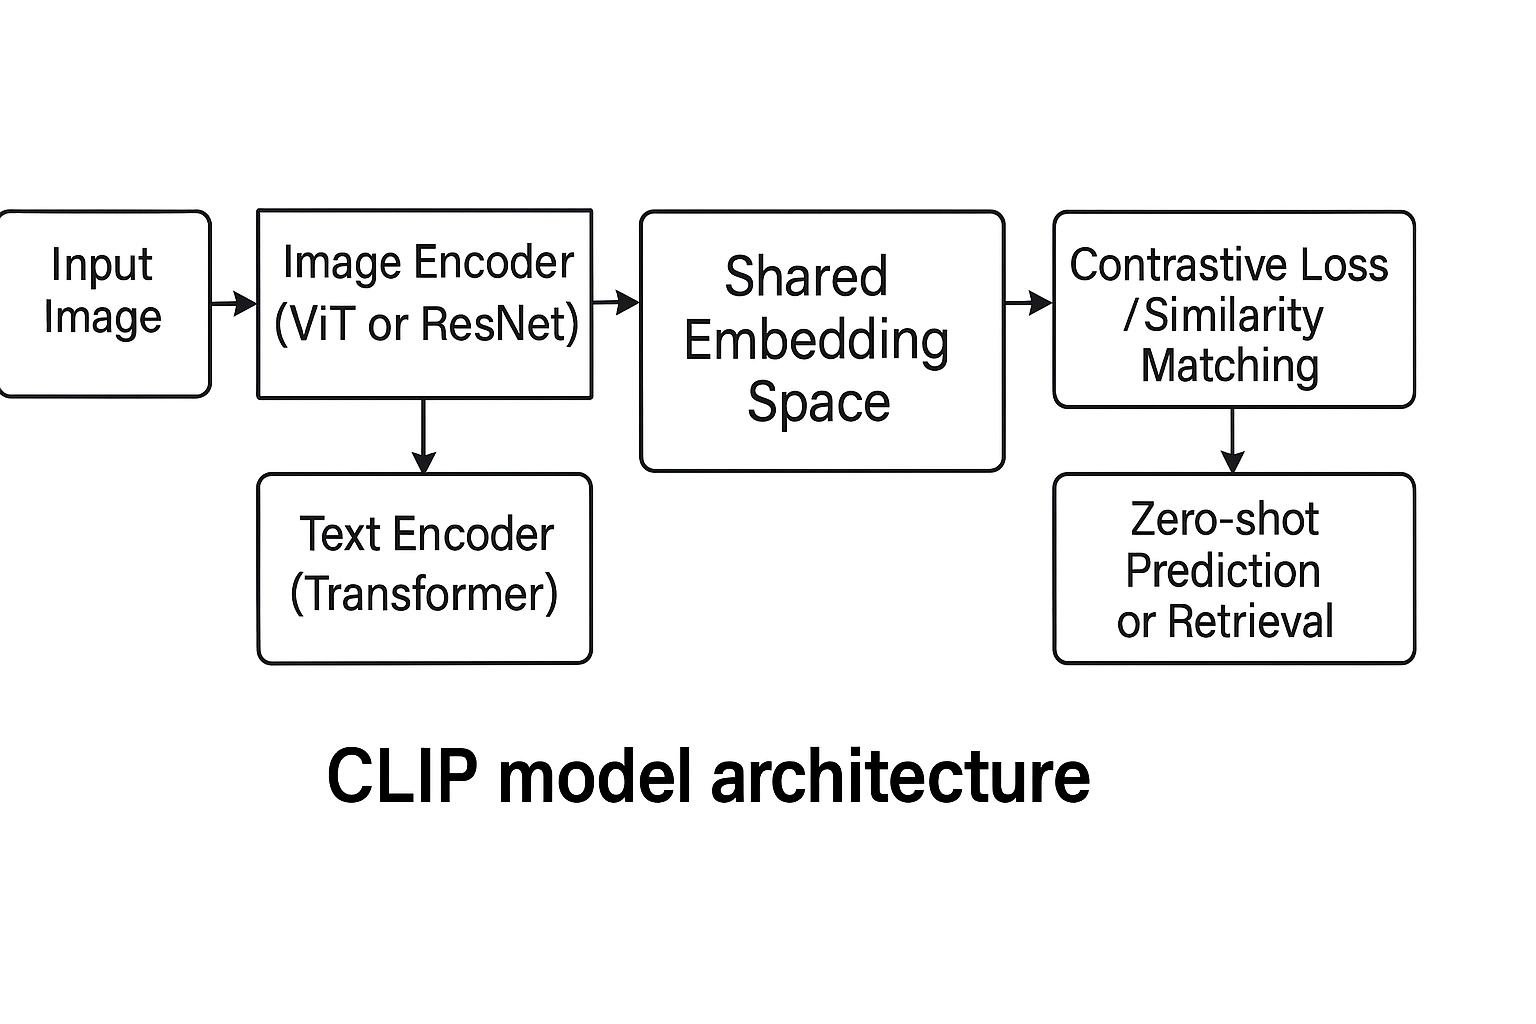 Input
Image
Image Encoder
(ViT or ResNet)
Shared
Embedding
Space
Contrastive Loss
/Similarity
Matching
Text Encoder
(Transformer)
Zero-shot
Prediction
or Retrieval
CLIP model architecture